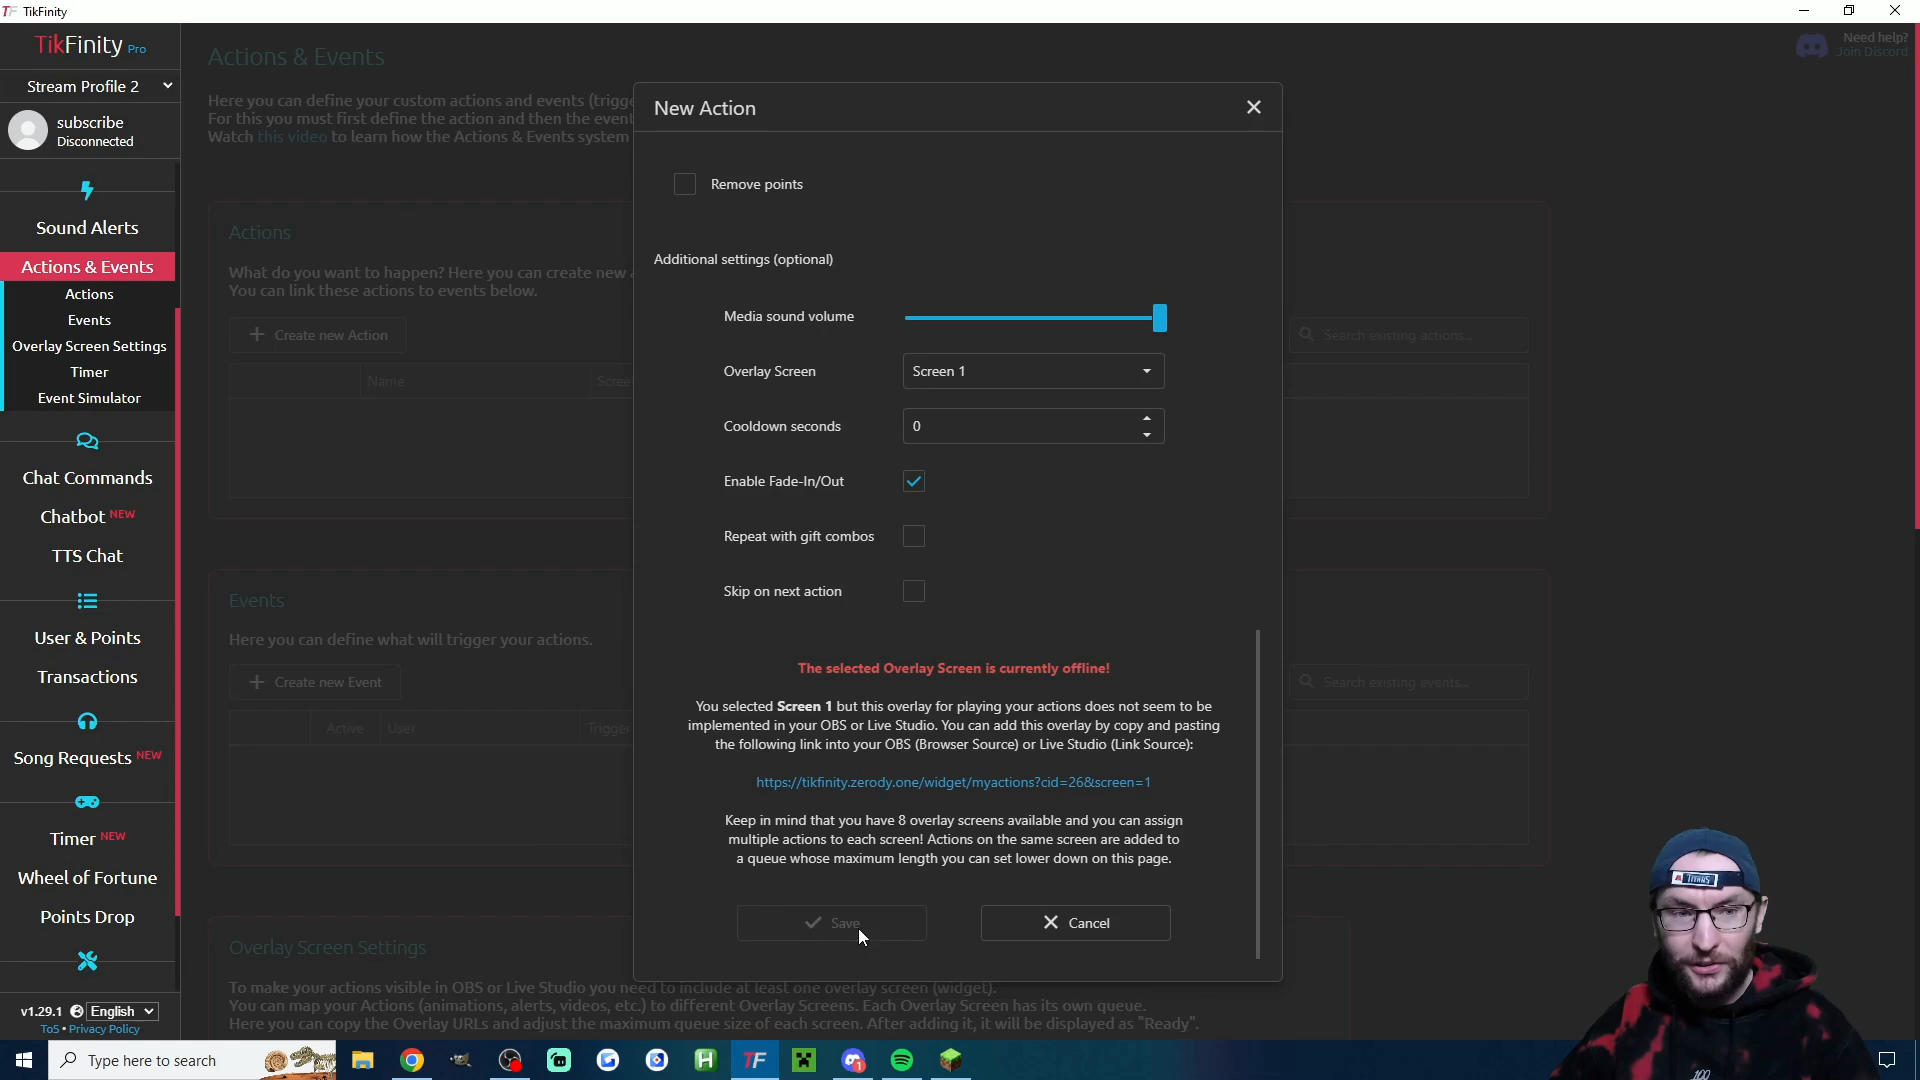 TikFinity
TikFinity Pro
Stream Profile 2
subscribe
Disconnected
Sound Alerts
Actions & Events
Actions
Events
Overlay Screen Settings
Timer
Event Simulator
Chat Commands
Chatbot NEW
TTS Chat
User & Points
Transactions
Song Requests NEW
Timer NEW
Wheel of Fortune
Points Drop
v1.29.1 English
ToS • Privacy Policy
Actions & Events
Here you can define your custom actions and events (trigge
For this you must first define the action and then the event
Watch this video to learn how the Actions & Events system
Need help?
Join Discord
Actions
What do you want to happen? Here you can create new a
You can link these actions to events below.
Create new Action
Search existing actions...
Name Scree
Events
Here you can define what will trigger your actions.
Create new Event
Search existing events...
Active User Trigger
Overlay Screen Settings
To make your actions visible in OBS or Live Studio you need to include at least one overlay screen (widget).
You can map your Actions (animations, alerts, videos, etc.) to different Overlay Screens. Each Overlay Screen has its own queue.
Here you can copy the Overlay URLs and adjust the maximum queue size of each screen. After adding it, it will be displayed as "Ready".
New Action
Remove points
Additional settings (optional)
Media sound volume
Overlay Screen Screen 1
Cooldown seconds 0
Enable Fade-In/Out
Repeat with gift combos
Skip on next action
The selected Overlay Screen is currently offline!
You selected Screen 1 but this overlay for playing your actions does not seem to be
implemented in your OBS or Live Studio. You can add this overlay by copy and pasting
the following link into your OBS (Browser Source) or Live Studio (Link Source):
https://tikfinity.zerody.one/widget/myactions?cid=26&screen=1
Keep in mind that you have 8 overlay screens available and you can assign
multiple actions to each screen! Actions on the same screen are added to
a queue whose maximum length you can set lower down on this page.
Save
Cancel
TITANS
100
Type here to search
H
TF
1